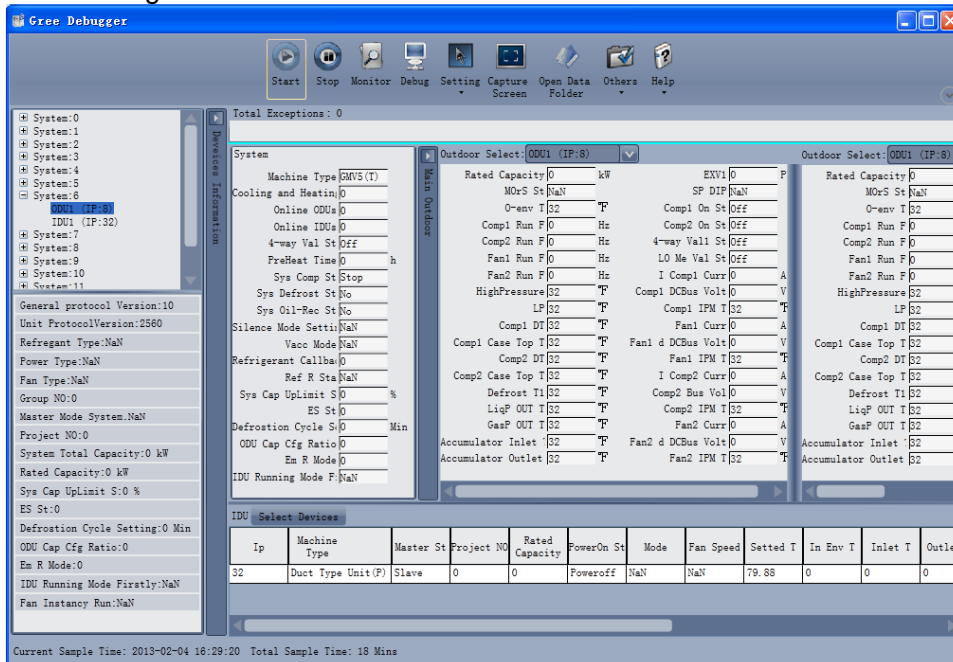 Gree Debugger
Start Stop Monitor Debug Setting Capture Screen Open Data Folder Others Help
System:0
System:1
System:2
System:3
System:4
System:5
System:6
ODU1 (IP:8)
IDU1 (IP:32)
System:7
System:8
System:9
System:10
System:11
General protocol Version:10
Unit ProtocolVersion:2560
Refregant Type:NaN
Power Type:NaN
Fan Type:NaN
Group NO:0
Master Mode System.NaN
Project NO:0
System Total Capacity:0 kW
Rated Capacity:0 kW
Sys Cap UpLimit S:0 %
ES St:0
Defrostion Cycle Setting:0 Min
ODU Cap Cfg Ratio:0
Em R Mode:0
IDU Running Mode Firstly:NaN
Fan Instancy Run:NaN
Deveices Information
Total Exceptions: 0
System
Machine Type GMV5(T)
Cooling and Heatin 0
Online ODUs 0
Online IDUs 0
4-way Val St Off
PreHeat Time 0 h
Sys Comp St Stop
Sys Defrost St No
Sys Oil-Rec St No
Silence Mode Settin NaN
Vacc Mode NaN
Refrigerant Callba 0
Ref R Sta NaN
Sys Cap UpLimit S 0 %
ES St 0
Defrostion Cycle S 0 Min
ODU Cap Cfg Ratio 0
Em R Mode 0
IDU Running Mode F: NaN
Main Outdoor
Outdoor Select: ODU1 (IP:8)
Rated Capacity 0 kW EXV1 0 P
MOrS St NaN SP DIP NaN
O-env T 32 °F Comp1 On St Off
Comp1 Run F 0 Hz Comp2 On St Off
Comp2 Run F 0 Hz 4-way Val1 St Off
Fan1 Run F 0 Hz LO Me Val St Off
Fan2 Run F 0 Hz I Comp1 Curr 0 A
HighPressure 32 °F Comp1 DCBus Volt 0 V
LP 32 °F Comp1 IPM T 32 °F
Comp1 DT 32 °F Fan1 Curr 0 A
Comp1 Case Top T 32 °F Fan1 d DCBus Volt 0 V
Comp2 DT 32 °F Fan1 IPM T 32 °F
Comp2 Case Top T 32 °F I Comp2 Curr 0 A
Defrost T1 32 °F Comp2 Bus Vol 0 V
LiqP OUT T 32 °F Comp2 IPM T 32 °F
GasP OUT T 32 °F Fan2 Curr 0 A
Accumulator Inlet 32 °F Fan2 d DCBus Volt 0 V
Accumulator Outlet 32 °F Fan2 IPM T 32 °F
Outdoor Select: ODU1 (IP:8)
Rated Capacity 0
MOrS St NaN
O-env T 32
Comp1 Run F 0
Comp2 Run F 0
Fan1 Run F 0
Fan2 Run F 0
HighPressure 32
LP 32
Comp1 DT 32
Comp1 Case Top T 32
Comp2 DT 32
Comp2 Case Top T 32
Defrost T1 32
LiqP OUT T 32
GasP OUT T 32
Accumulator Inlet 32
Accumulator Outlet 32
IDU Select Devices
Ip Machine Type Master St Project NO Rated Capacity PowerOn St Mode Fan Speed Setted T In Env T Inlet T Outle
32 Duct Type Unit(P) Slave 0 0 Poweroff NaN NaN 79.88 0 0 0
Current Sample Time: 2013-02-04 16:29:20 Total Sample Time: 18 Mins